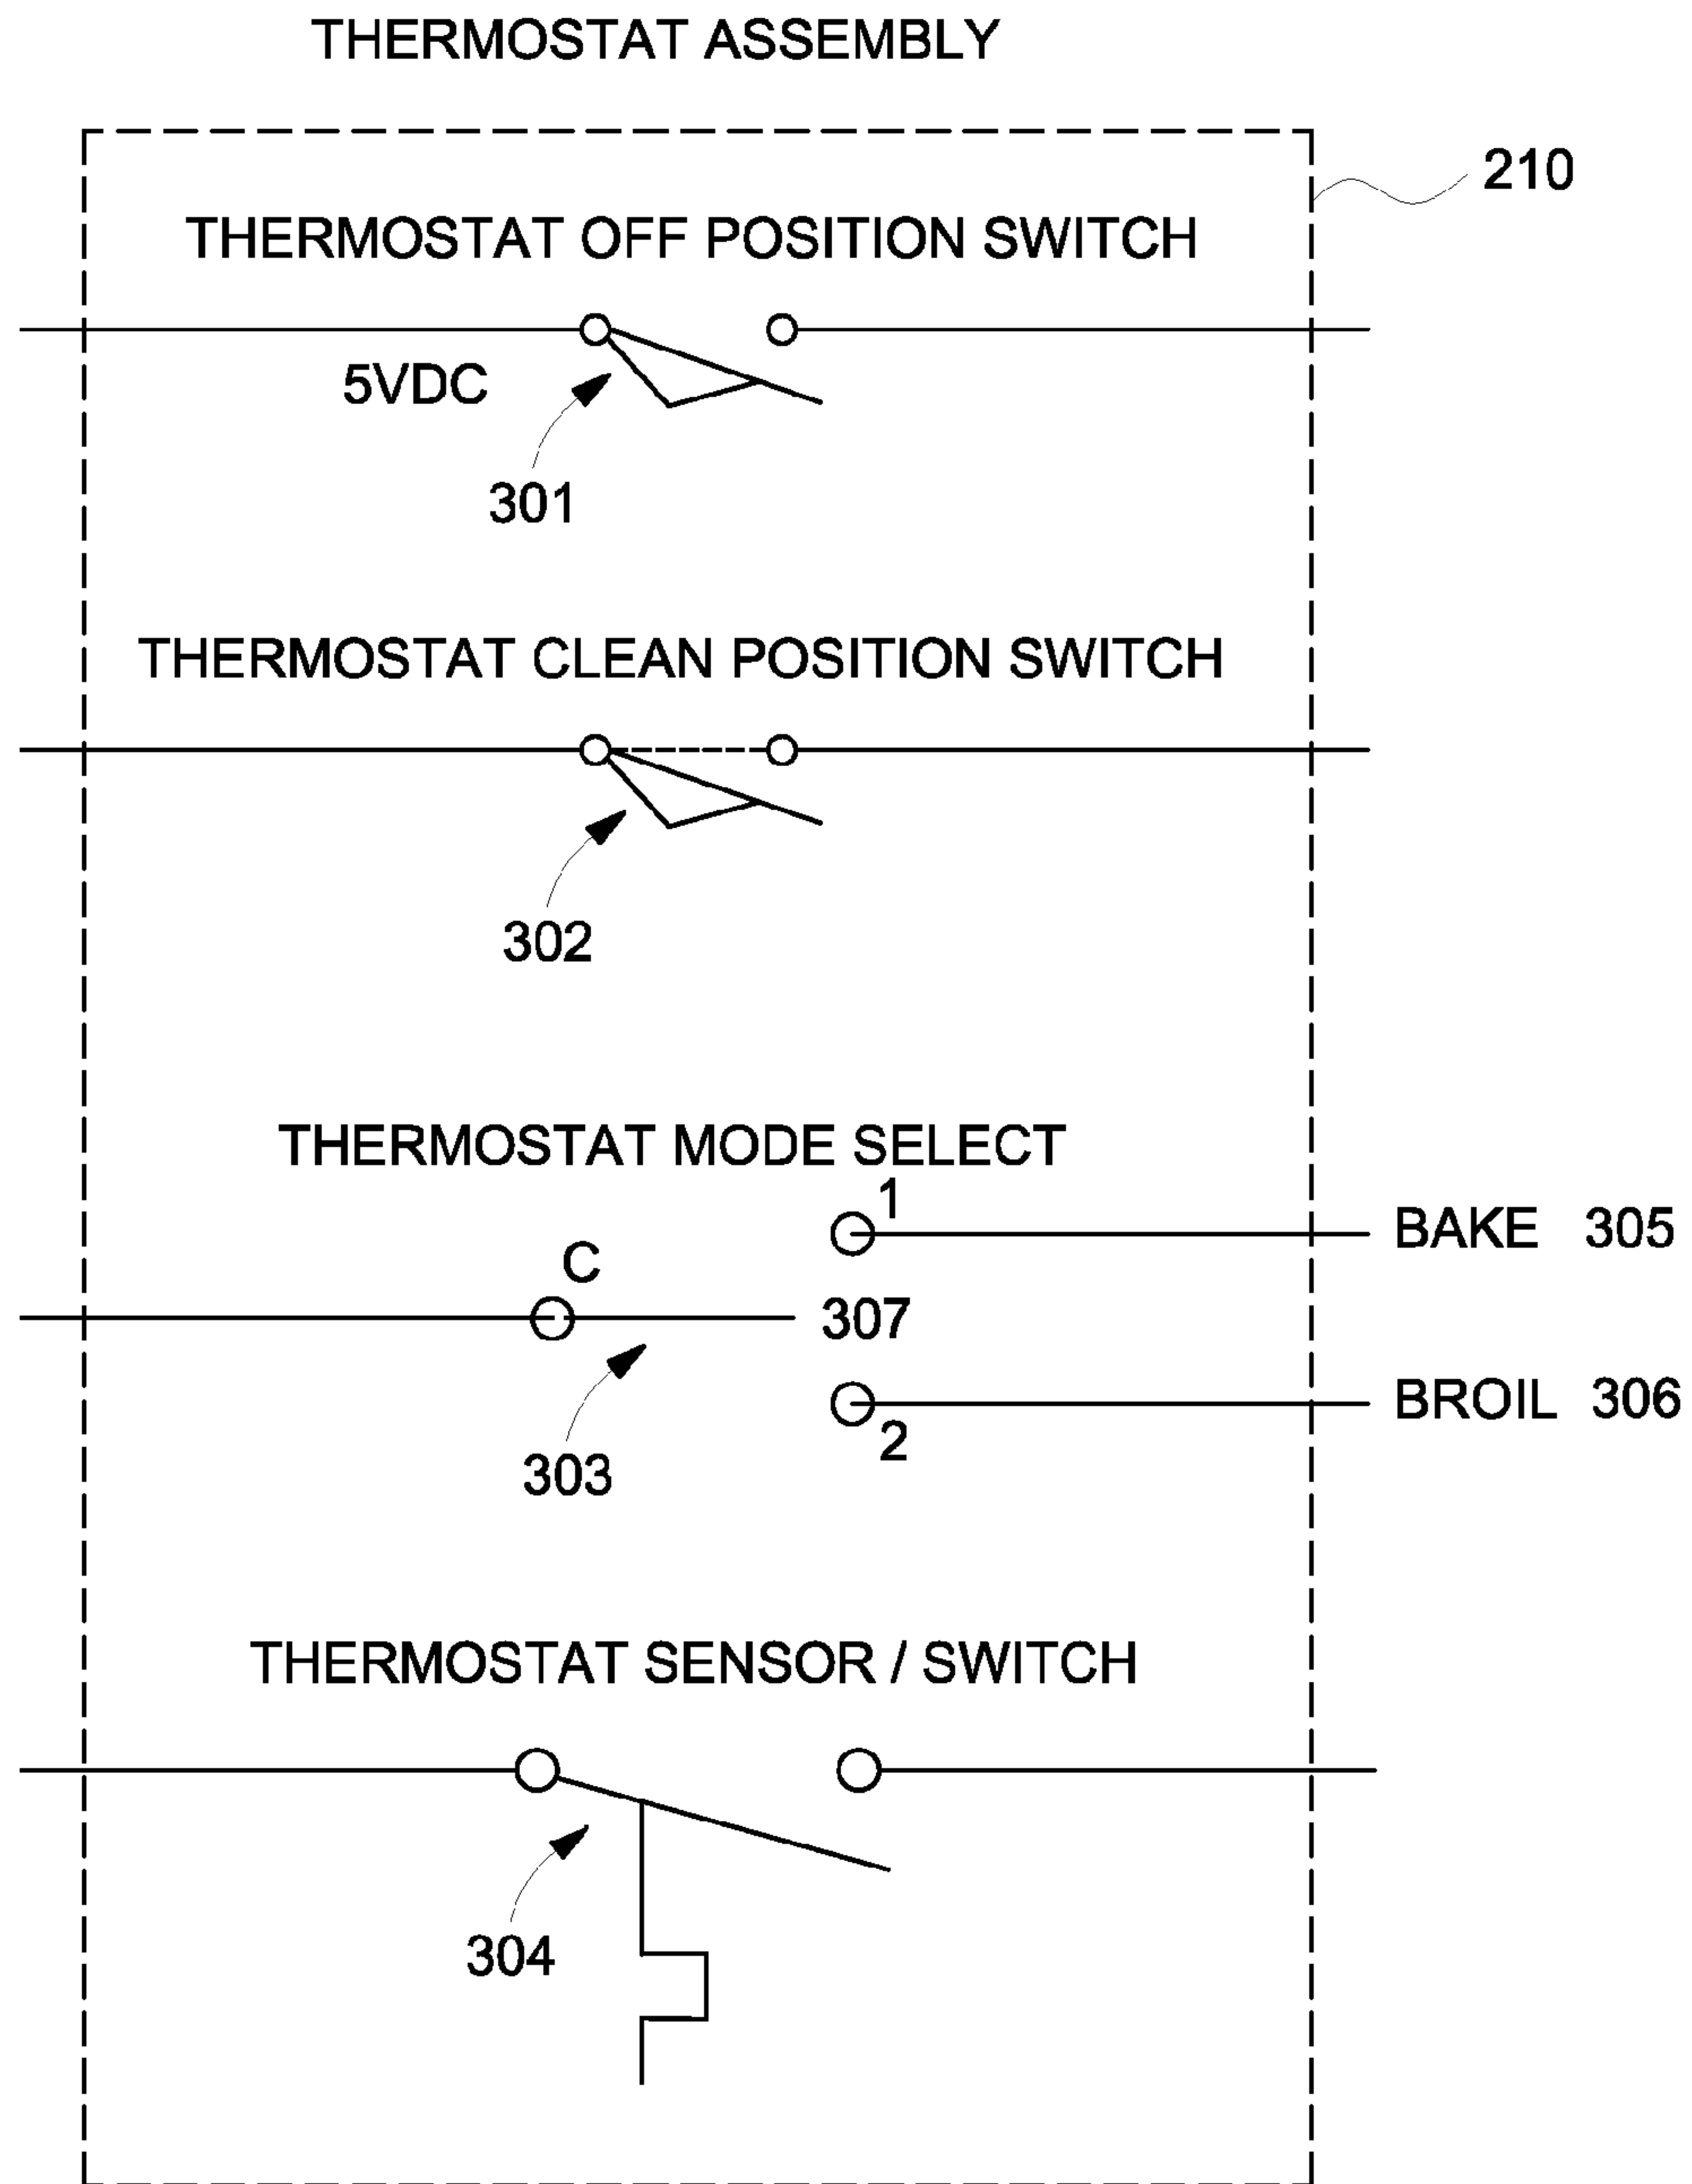 THERMOSTAT ASSEMBLY
210
THERMOSTAT OFF POSITION SWITCH
5VDC
301
THERMOSTAT CLEAN POSITION SWITCH
302
THERMOSTAT MODE SELECT
1
BAKE 305
C
307
BROIL 306
2
303
THERMOSTAT SENSOR / SWITCH
304